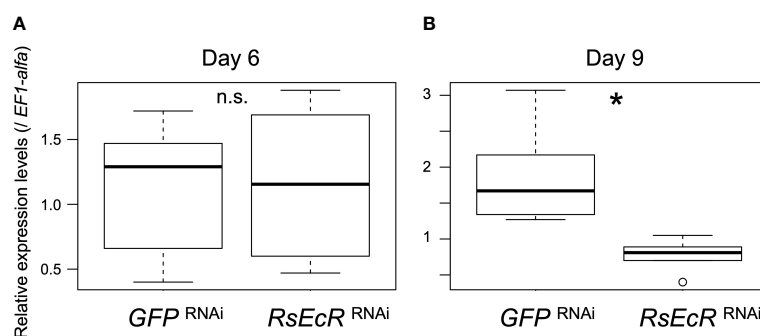 A
B
Day 6
Day 9
Relative expression levels (/ EF1-alfa)
n.s.
*
1.5
1.0
0.5
3
2
1
GFP RNAi
RsEcR RNAi
GFP RNAi
RsEcR RNAi